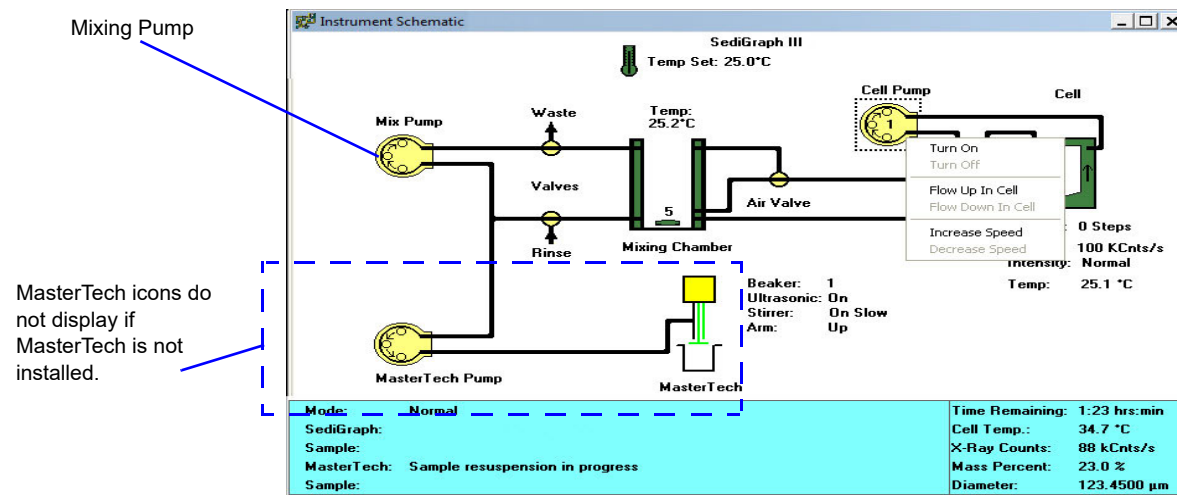 Mixing Pump
Instrument Schematic
SediGraph III
Temp Set: 25.0°C
Cell Pump
Cell
Waste
Temp:
25.2°C
Mix Pump
1
Turn On
Turn Off
Valves
Flow Up In Cell
Flow Down In Cell
Air Valve
5
Increase Speed
Decrease Speed
: 0 Steps
100 KCnts/s
Rinse
Mixing Chamber
Intensity: Normal
Temp: 25.1 °C
Beaker: 1
Ultrasonic: On
Stirrer: On Slow
Arm: Up
MasterTech icons do
not display if
MasterTech is not
installed.
MasterTech Pump
MasterTech
Mode: Normal
SediGraph:
Sample:
MasterTech: Sample resuspension in progress
Sample:
Time Remaining: 1:23 hrs:min
Cell Temp.: 34.7 °C
X-Ray Counts: 88 kCnts/s
Mass Percent: 23.0 %
Diameter: 123.4500 µm